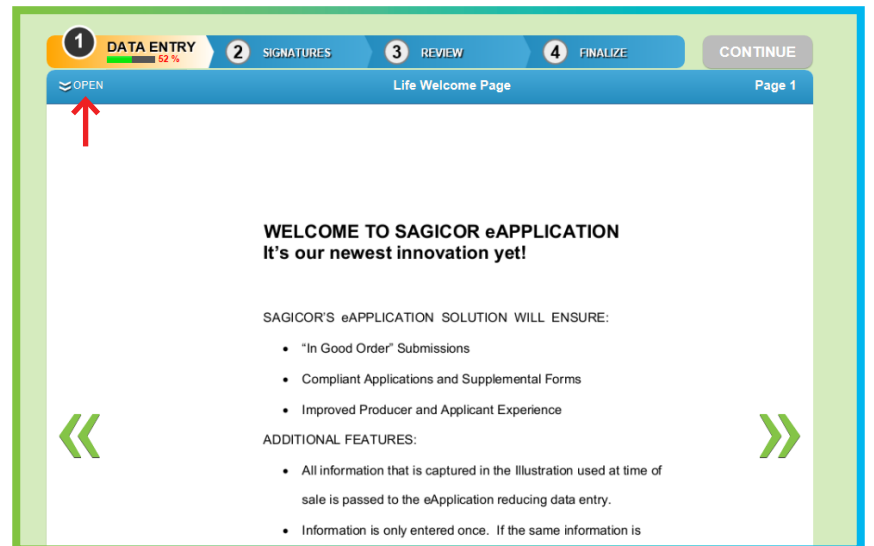 1 DATA ENTRY 52 % 2 SIGNATURES 3 REVIEW 4 FINALIZE CONTINUE
OPEN Life Welcome Page Page 1
WELCOME TO SAGICOR eAPPLICATION
It’s our newest innovation yet!
SAGICOR’S eAPPLICATION SOLUTION WILL ENSURE:
• “In Good Order” Submissions
• Compliant Applications and Supplemental Forms
• Improved Producer and Applicant Experience
ADDITIONAL FEATURES:
• All information that is captured in the Illustration used at time of
sale is passed to the eApplication reducing data entry.
• Information is only entered once. If the same information is